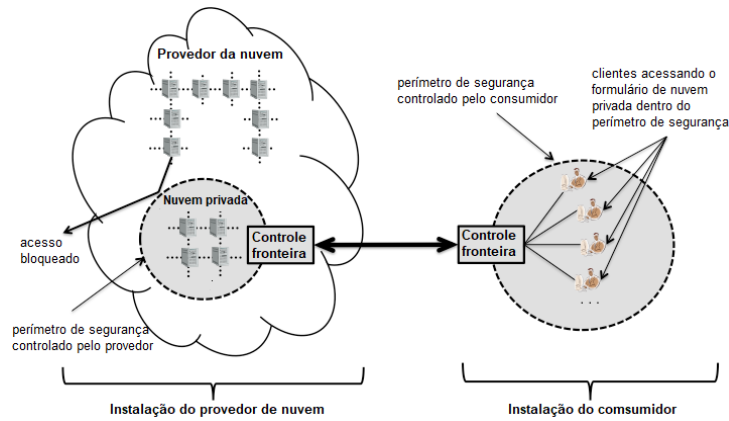 Provedor da nuvem
perímetro de segurança
controlado pelo consumidor
clientes acessando o
formulário de nuvem
privada dentro do
perímetro de segurança
Nuvem privada
Controle
fronteira
Controle
fronteira
acesso
bloqueado
perímetro de segurança
controlado pelo provedor
. . .
Instalação do provedor de nuvem
Instalação do comsumidor